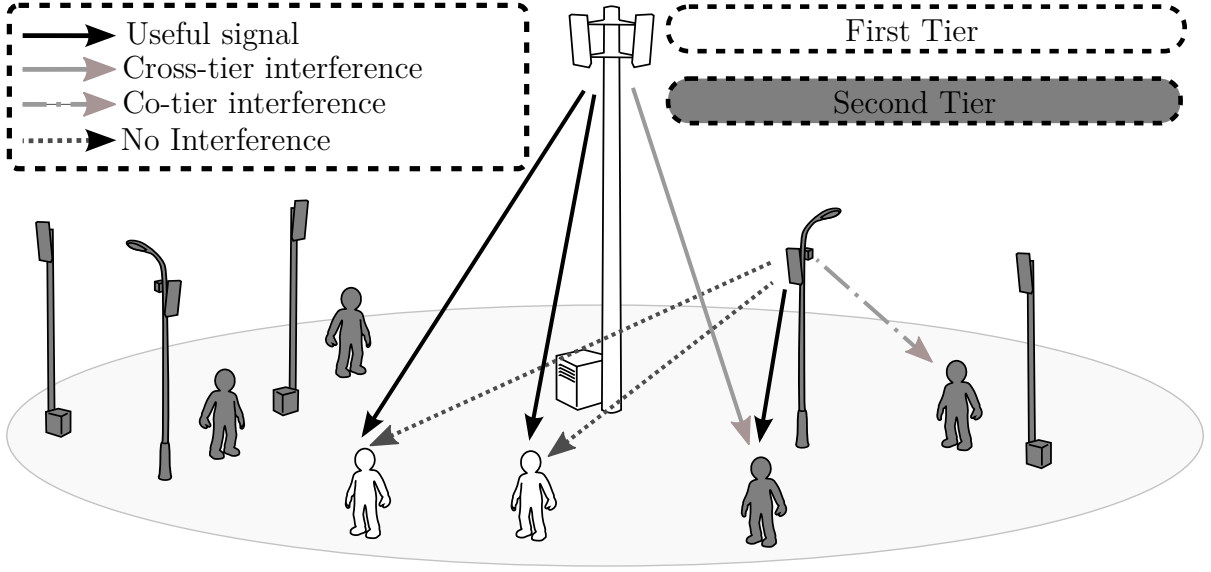 Useful signal
Cross-tier interference
Co-tier interference
No Interference
First Tier
Second Tier